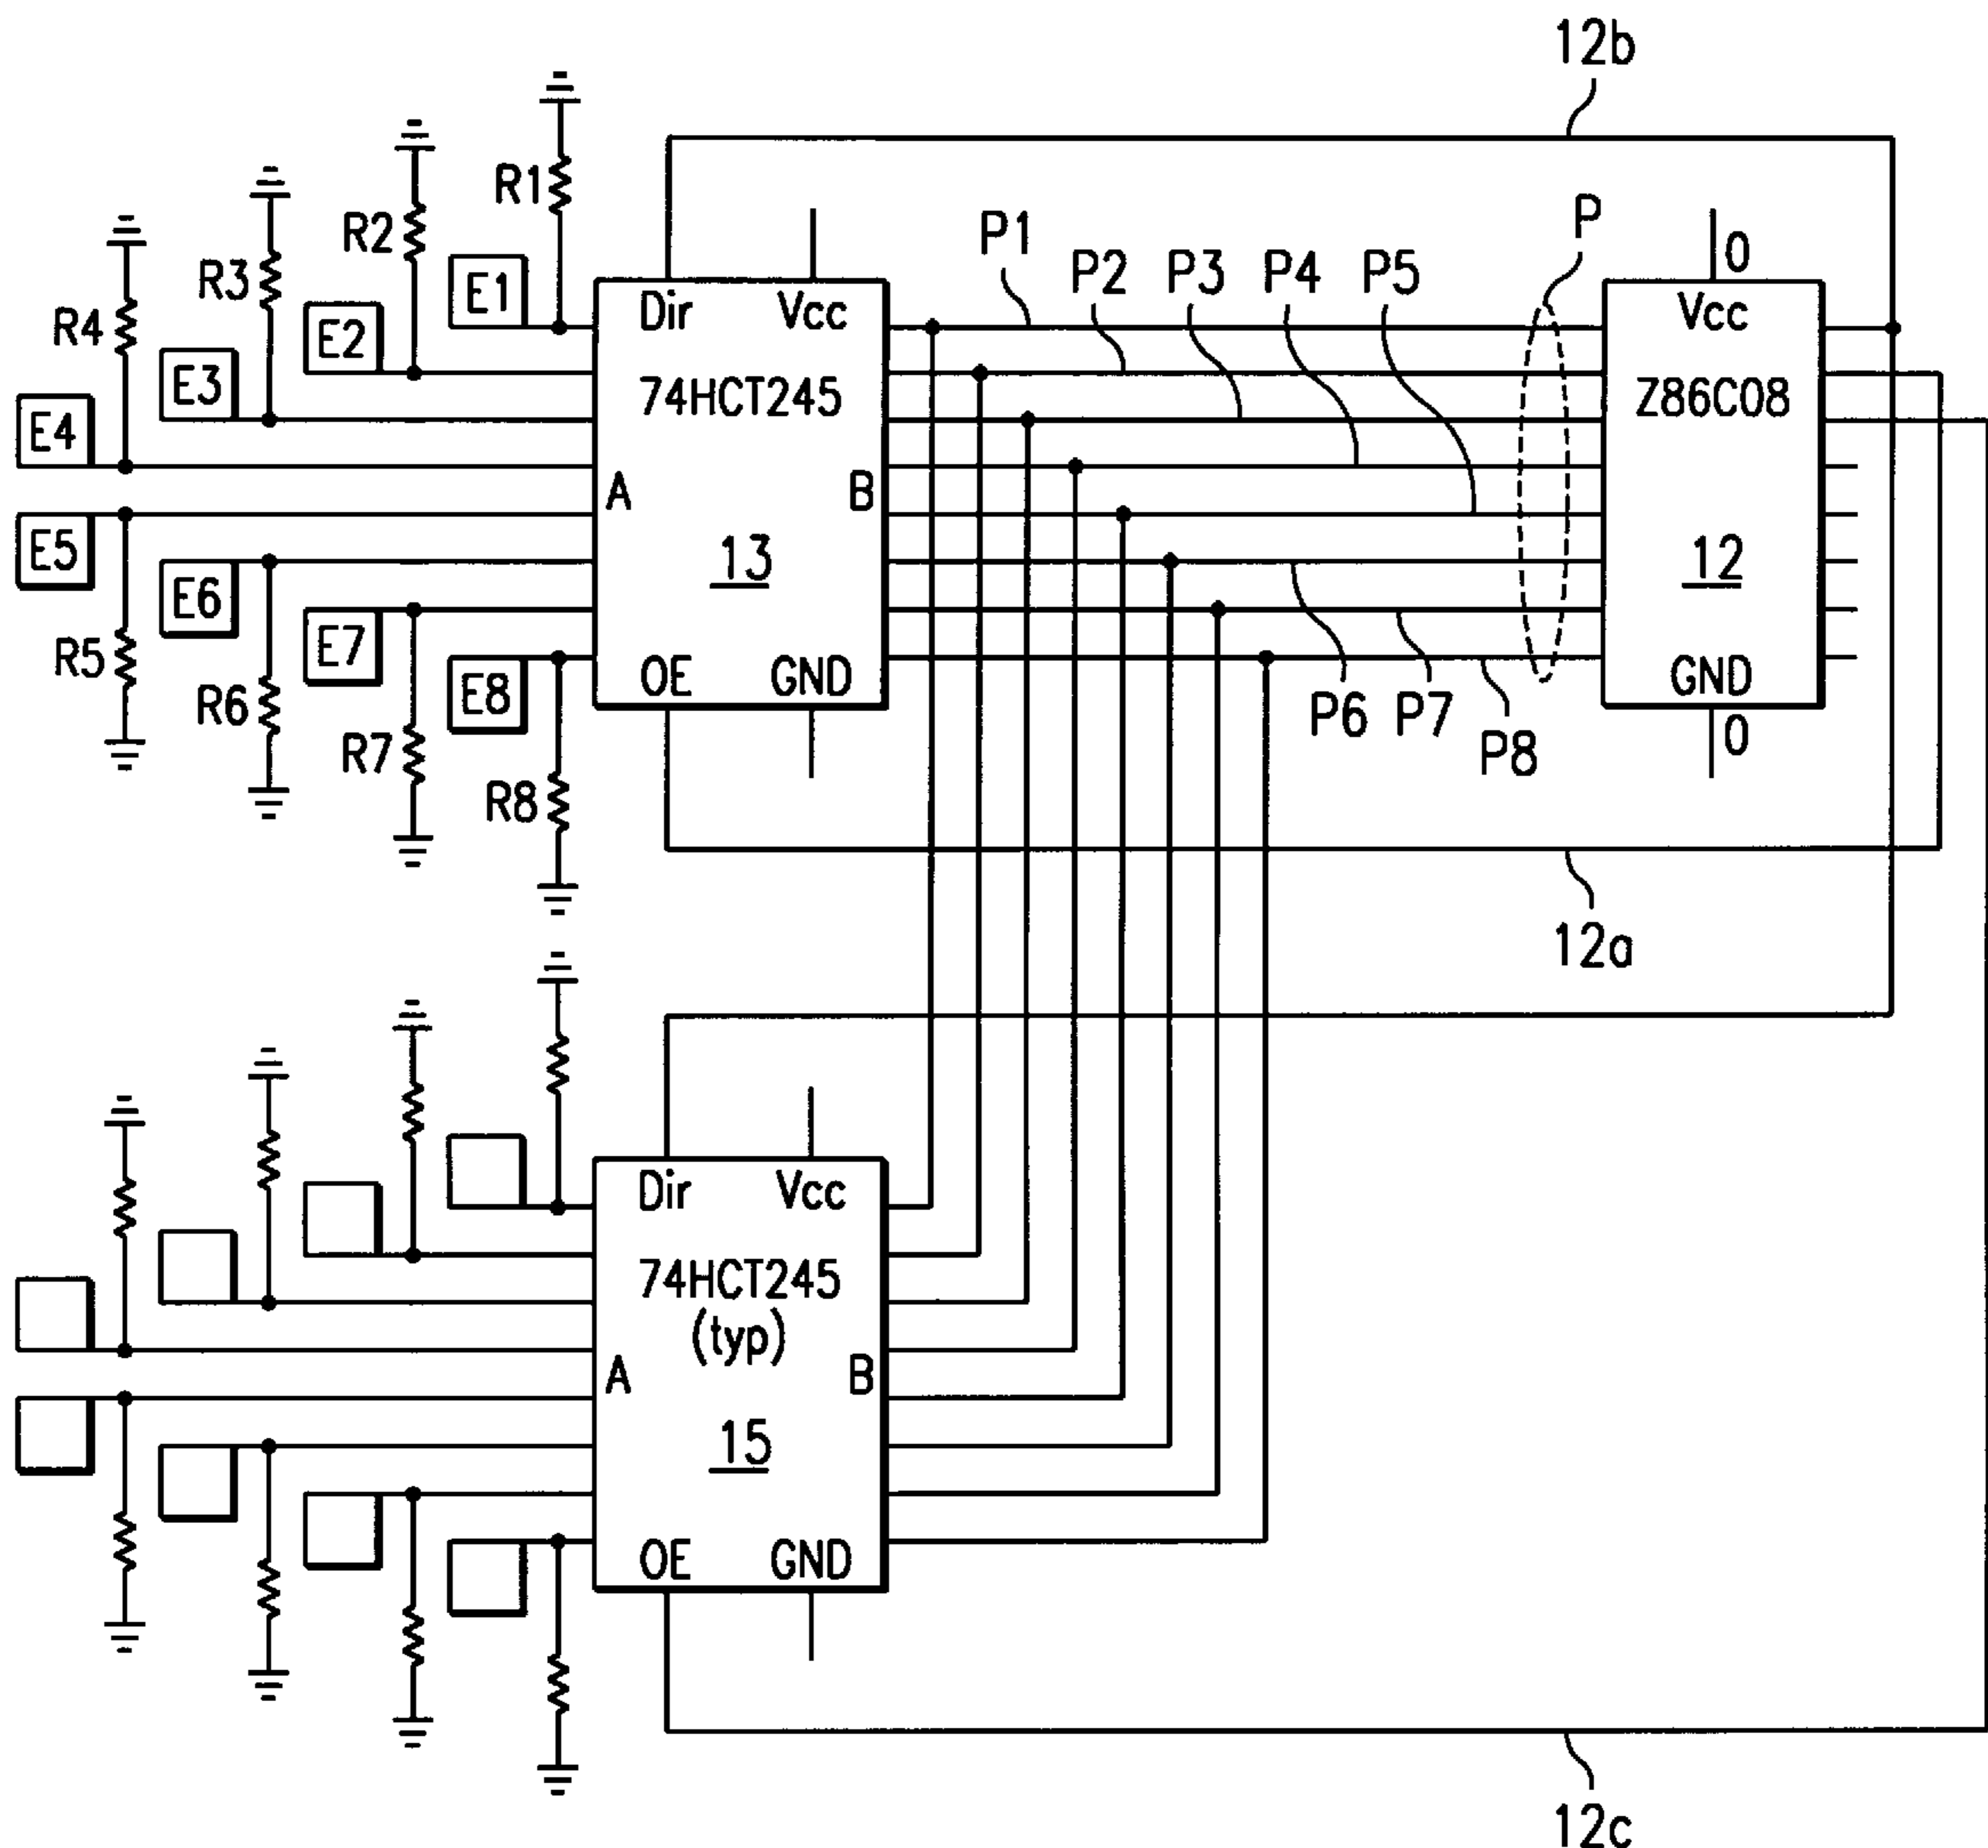 12b
R1
R2
R3
R4
E1
E2
E3
E4
E5
E6
E7
E8
R5
R6
R7
R8
Dir Vcc
74HCT245
A B
13
OE GND
P1
P2
P3
P4
P5
P
P6
P7
P8
0
Vcc
Z86C08
12
GND
0
12a
Dir Vcc
74HCT245
(typ)
A B
15
OE GND
12c